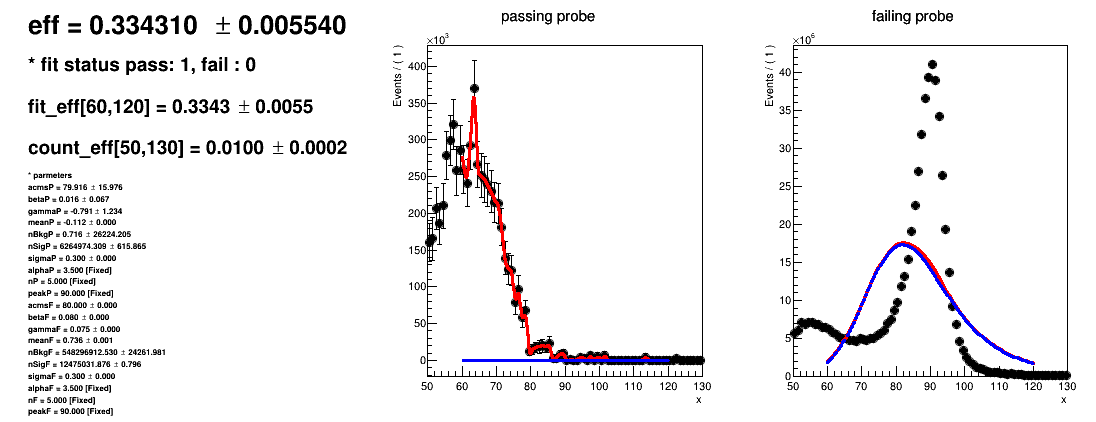 eff = 0.334310 ± 0.005540
* fit status pass: 1, fail : 0
fit_eff[60,120] = 0.3343 ± 0.0055
count_eff[50,130] = 0.0100 ± 0.0002
* parmeters
acmsP = 79.916 ± 15.976
betaP = 0.016 ± 0.067
gammaP = -0.791 ± 1.234
meanP = -0.112 ± 0.000
nBkgP = 0.716 ± 26224.205
nSigP = 6264974.309 ± 615.865
sigmaP = 0.300 ± 0.000
alphaP = 3.500 [Fixed]
nP = 5.000 [Fixed]
peakP = 90.000 [Fixed]
acmsF = 80.000 ± 0.000
betaF = 0.080 ± 0.000
gammaF = 0.075 ± 0.000
meanF = 0.736 ± 0.001
nBkgF = 548296912.530 ± 24261.981
nSigF = 12475031.876 ± 0.796
sigmaF = 0.300 ± 0.000
alphaF = 3.500 [Fixed]
nF = 5.000 [Fixed]
peakF = 90.000 [Fixed]
passing probe
×10³
Events / ( 1 )
400
350
300
250
200
150
100
50
0
50 60 70 80 90 100 110 120 130
x
failing probe
×10⁶
Events / ( 1 )
40
35
30
25
20
15
10
5
0
50 60 70 80 90 100 110 120 130
x